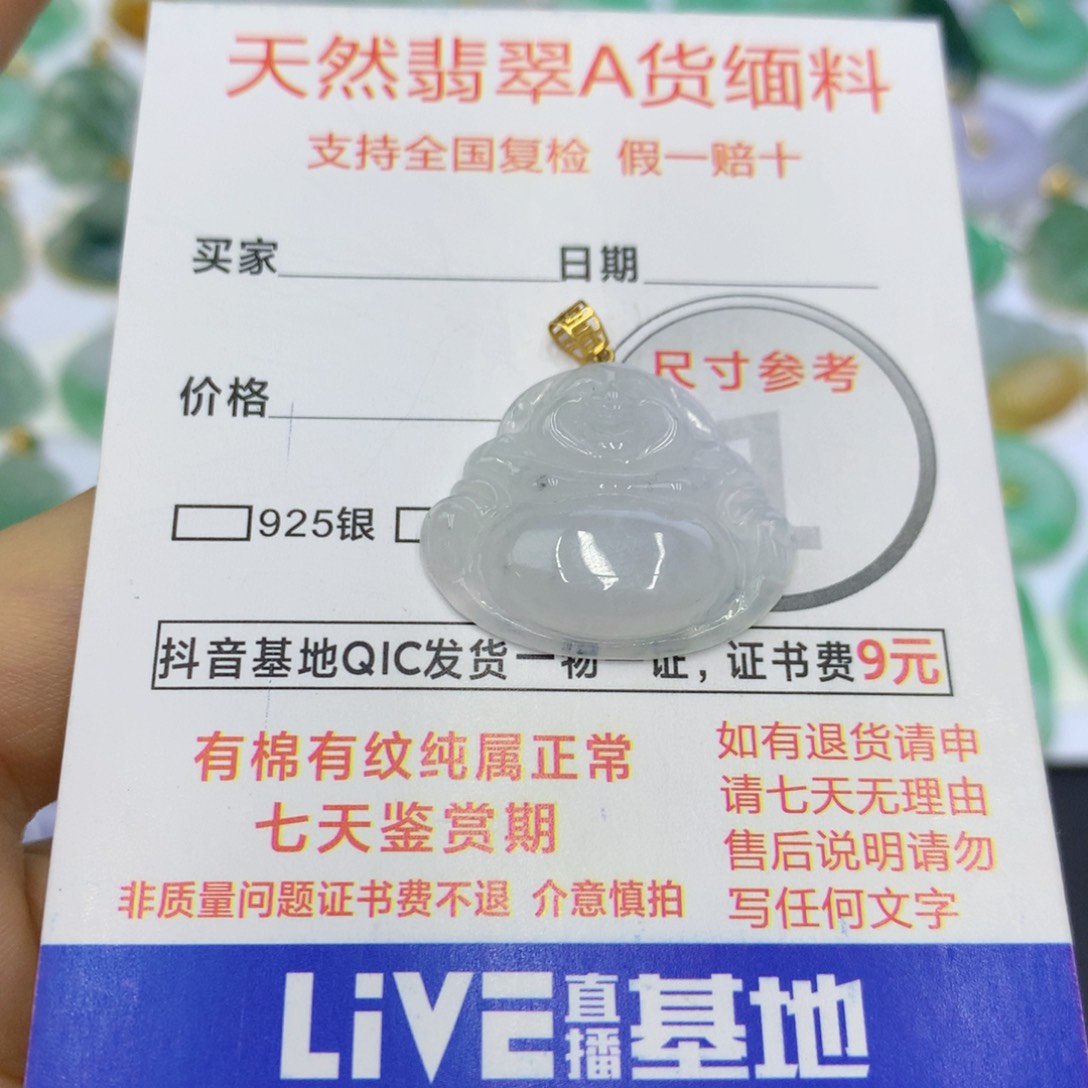 天然翡翠A货缅料
支持全国复检 假一赔十
买家 日期
尺寸参考
价格
925银
抖音基地QIC发货一物 证，证书费9元
有棉有纹纯属正常
七天鉴赏期
非质量问题证书费不退 介意慎拍
如有退货请申
请七天无理由
售后说明请勿
写任何文字
LiVE直播基地